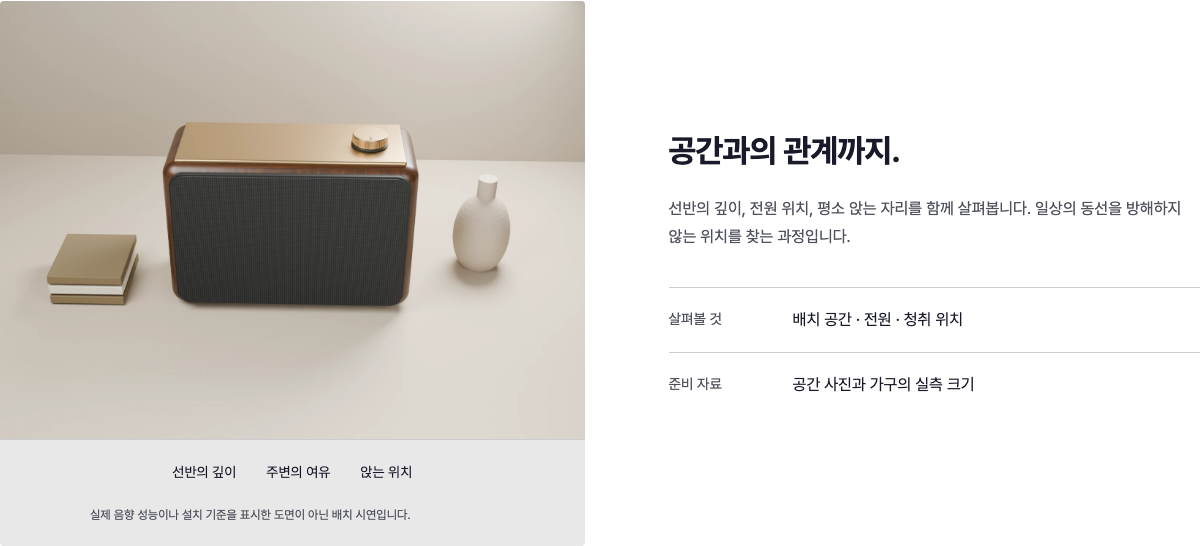 공간과의 관계까지.
선반의 깊이, 전원 위치, 평소 앉는 자리를 함께 살펴봅니다. 일상의 동선을 방해하지
않는 위치를 찾는 과정입니다.
살펴볼 것 배치 공간 · 전원 · 청취 위치
준비 자료 공간 사진과 가구의 실측 크기
선반의 깊이 주변의 여유 앉는 위치
실제 음향 성능이나 설치 기준을 표시한 도면이 아닌 배치 시연입니다.